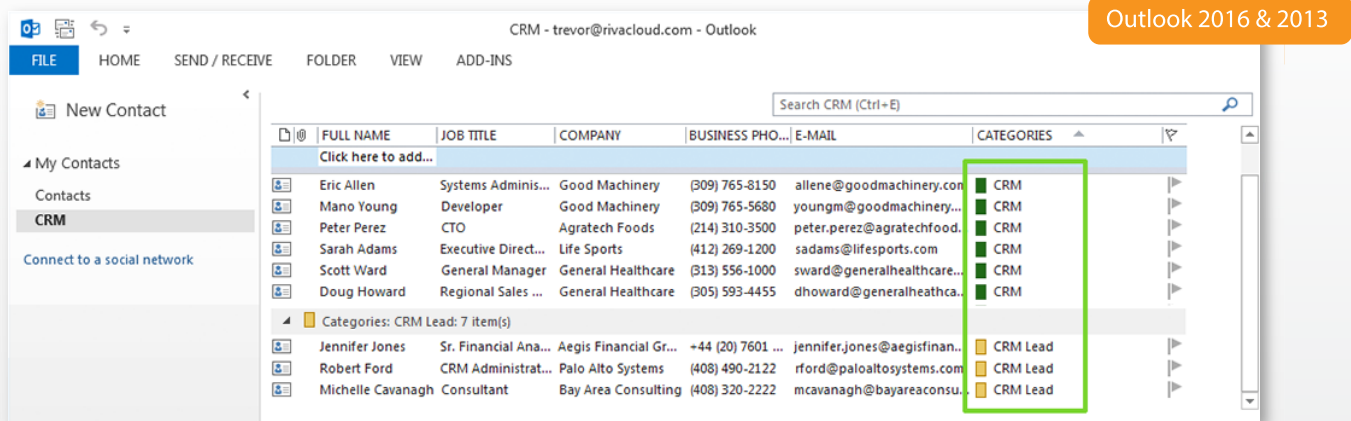 Outlook 2016 & 2013
CRM - trevor@rivacloud.com - Outlook
FILE HOME SEND / RECEIVE FOLDER VIEW ADD-INS
New Contact
Search CRM (Ctrl+E)
FULL NAME JOB TITLE COMPANY BUSINESS PHO... E-MAIL CATEGORIES
Click here to add...
My Contacts
Contacts
CRM
Connect to a social network
Eric Allen Systems Adminis... Good Machinery (309) 765-8150 allene@goodmachinery.com CRM
Mano Young Developer Good Machinery (309) 765-5680 youngm@goodmachinery.... CRM
Peter Perez CTO Agratech Foods (214) 310-3500 peter.perez@agratechfood. CRM
Sarah Adams Executive Direct... Life Sports (412) 269-1200 sadams@lifesports.com CRM
Scott Ward General Manager General Healthcare (313) 556-1000 sward@generalhealthcare... CRM
Doug Howard Regional Sales ... General Healthcare (305) 593-4455 dhoward@generalheathca.. CRM
Categories: CRM Lead: 7 item(s)
Jennifer Jones Sr. Financial Ana... Aegis Financial Gr... +44 (20) 7601 ... jennifer.jones@aegisfinan... CRM Lead
Robert Ford CRM Administrat... Palo Alto Systems (408) 490-2122 rford@paloaltosystems.com CRM Lead
Michelle Cavanagh Consultant Bay Area Consulting (408) 320-2222 mcavanagh@bayareaconsu.. CRM Lead